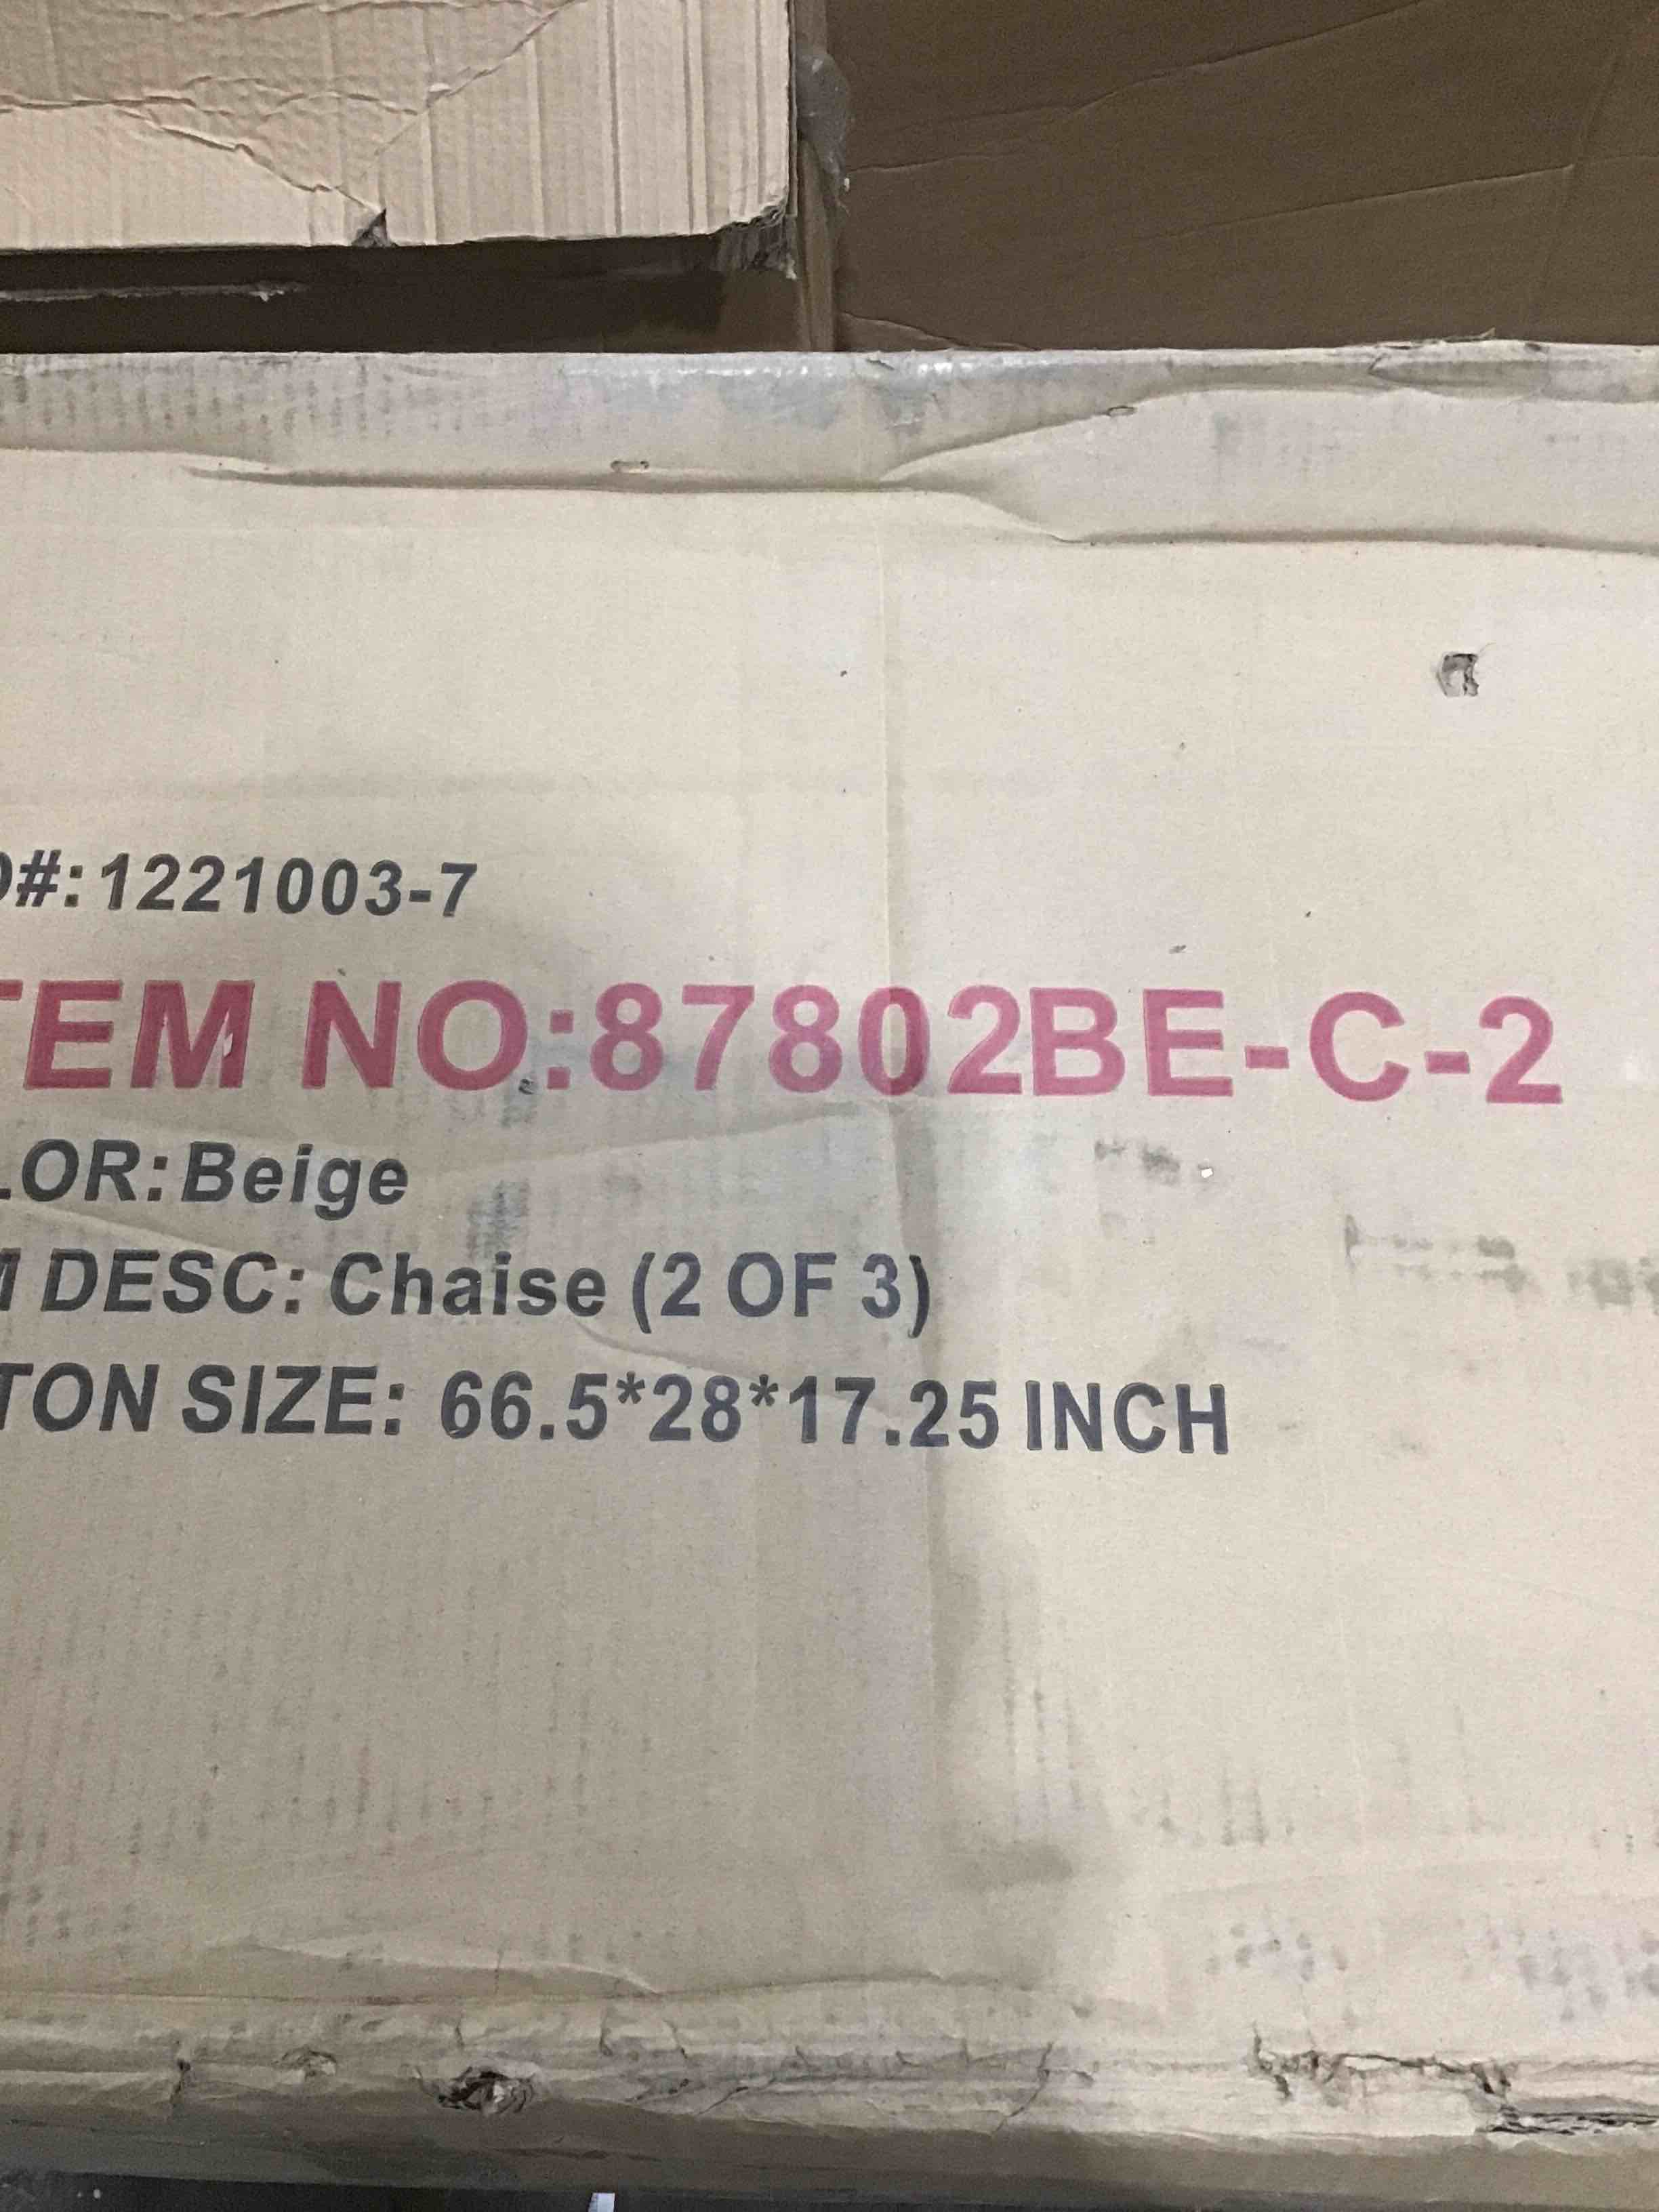 #:1221003-7
TEM NO:87802BE-C-2
LOR:Beige
M DESC: Chaise (2 OF 3)
TON SIZE: 66.5*28*17.25 INCH